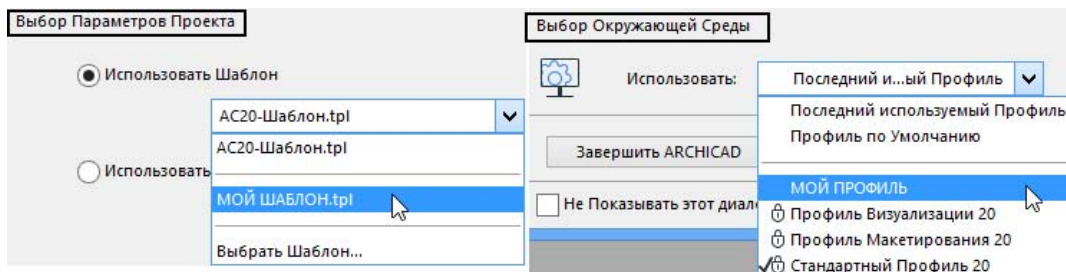 Выбор Параметров Проекта
Использовать Шаблон
АС20-Шаблон.tpl
АС20-Шаблон.tpl
Использовать
МОЙ ШАБЛОН.tpl
Выбрать Шаблон...
Выбор Окружающей Среды
Использовать:
Последний и...ый Профиль
Последний используемый Профиль
Профиль по Умолчанию
Завершить ARCHICAD
МОЙ ПРОФИЛЬ
Не Показывать этот диал
Профиль Визуализации 20
Профиль Макетирования 20
Стандартный Профиль 20